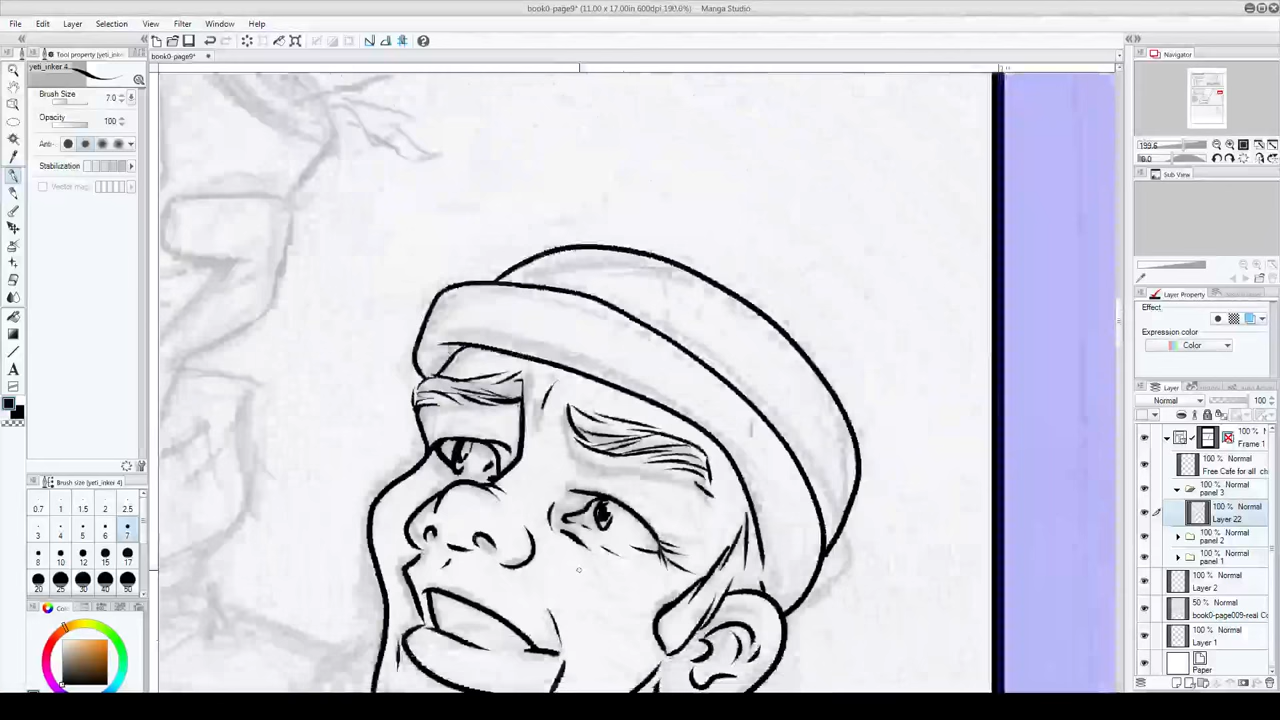 book0-page9* (11.00 x 17.00in 600dpi 190.6%) - Manga Studio
File Edit Layer Selection View Filter Window Help
book0-page9*
Tool property [yeti_inker 4]
yeti_inker 4
Brush Size 7.0
Opacity 100
Anti-
Stabilization
Vector mag
Brush size [yeti_inker 4]
0.7 1 1.5 2 2.5
3 4 5 6 7
8 10 12 15 17
20 25 30 40 50
Navigator
Sub View
Layer Property
Effect
Expression color
Color
Layer
Normal 100
100 % Normal
Frame 1
100 % Normal
Free Cafe for all
100 % Normal
panel 3
100 % Normal
Layer 22
100 % Normal
panel 2
100 % Normal
panel 1
100 % Normal
Layer 2
50 % Normal
book0-page009-real
100 % Normal
Layer 1
Paper